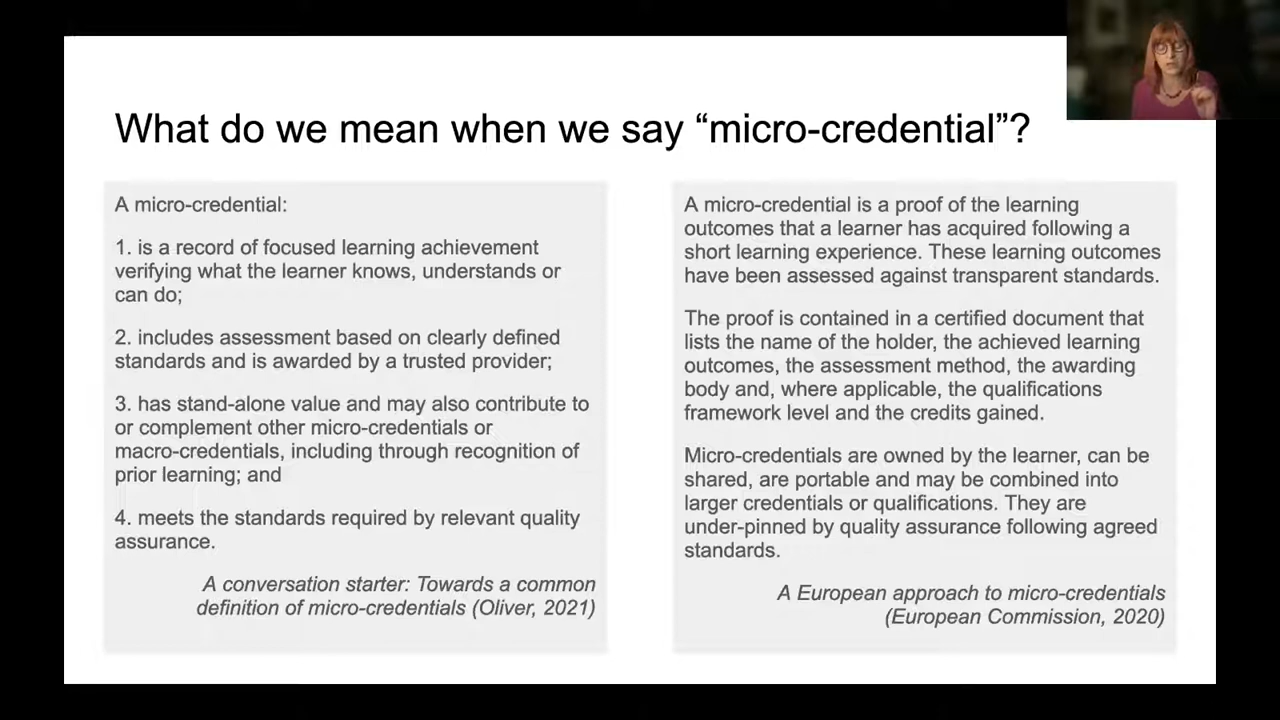 What do we mean when we say “micro-credential”?
A micro-credential:
1. is a record of focused learning achievement
verifying what the learner knows, understands or
can do;
2. includes assessment based on clearly defined
standards and is awarded by a trusted provider;
3. has stand-alone value and may also contribute to
or complement other micro-credentials or
macro-credentials, including through recognition of
prior learning; and
4. meets the standards required by relevant quality
assurance.
A conversation starter: Towards a common
definition of micro-credentials (Oliver, 2021)
A micro-credential is a proof of the learning
outcomes that a learner has acquired following a
short learning experience. These learning outcomes
have been assessed against transparent standards.
The proof is contained in a certified document that
lists the name of the holder, the achieved learning
outcomes, the assessment method, the awarding
body and, where applicable, the qualifications
framework level and the credits gained.
Micro-credentials are owned by the learner, can be
shared, are portable and may be combined into
larger credentials or qualifications. They are
under-pinned by quality assurance following agreed
standards.
A European approach to micro-credentials
(European Commission, 2020)